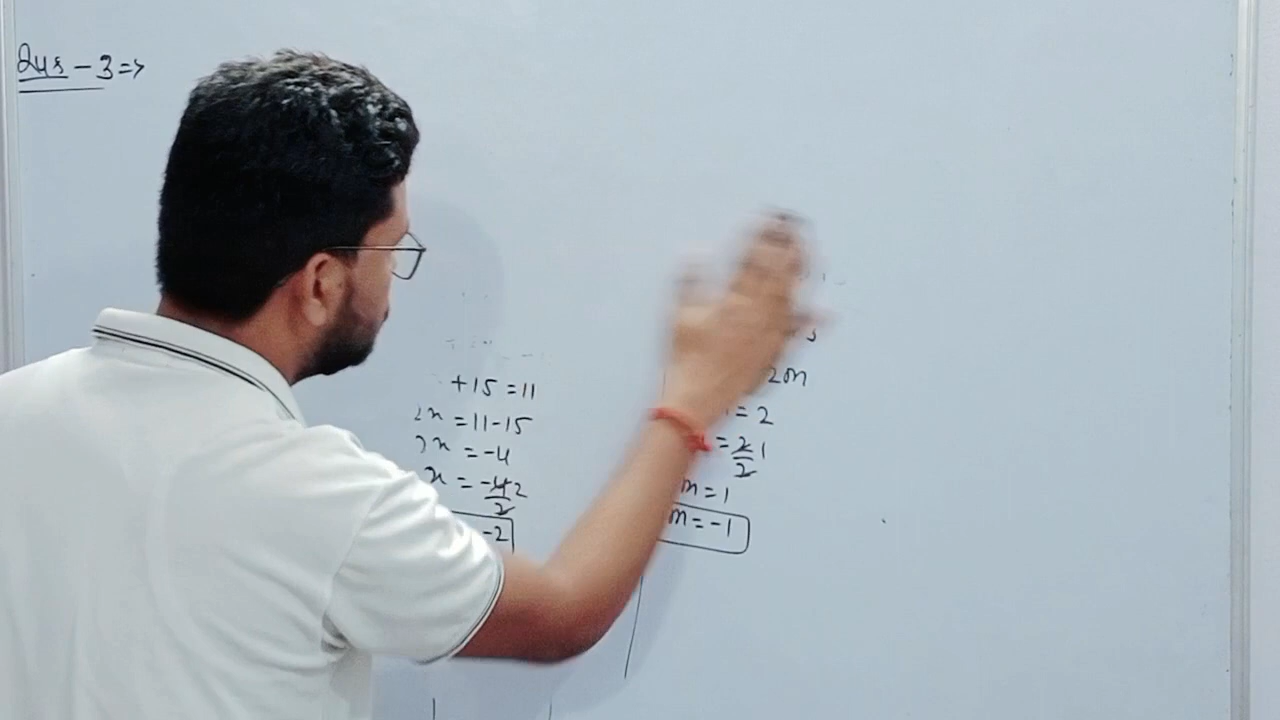 Qus - 3 =>
+15 = 11
2x = 11-15
2x = -4
x = -4/2 2
-2
2m
= 2
= 2/2 1
m = 1
m = -1